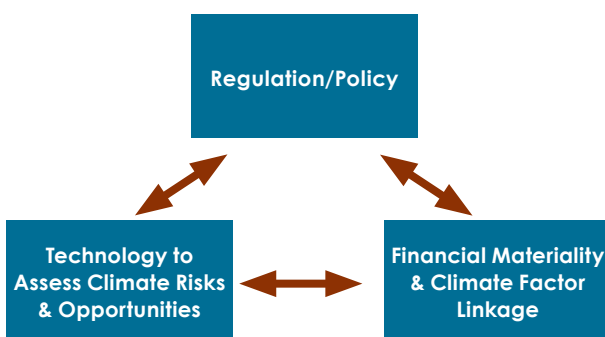 Regulation/Policy
Technology to
Assess Climate Risks
& Opportunities
Financial Materiality
& Climate Factor
Linkage